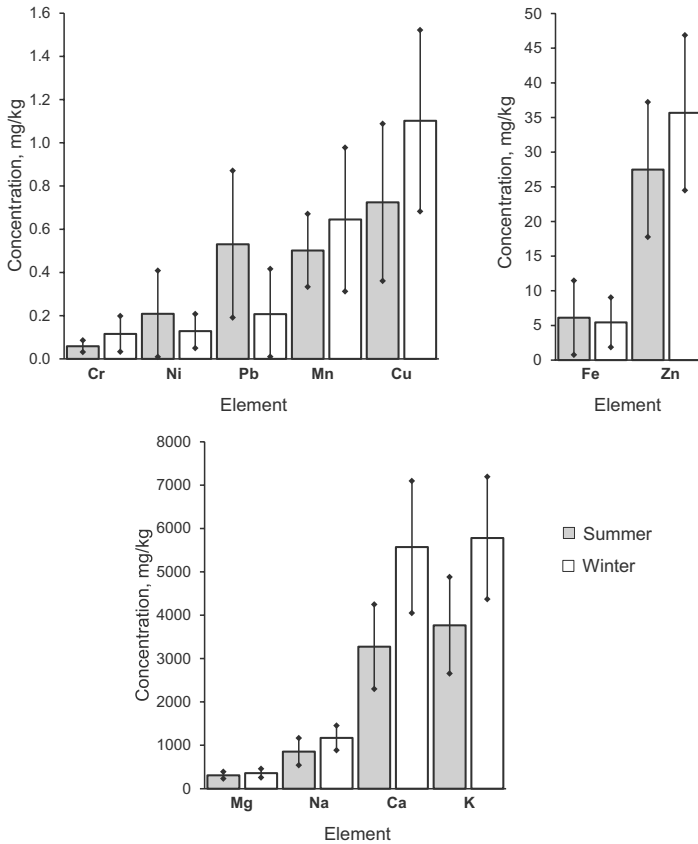 Concentration, mg/kg
1.6
1.4
1.2
1.0
0.8
0.6
0.4
0.2
0.0
Cr Ni Pb Mn Cu
Element
Concentration, mg/kg
50
45
40
35
30
25
20
15
10
5
0
Fe Zn
Element
Concentration, mg/kg
8000
7000
6000
5000
4000
3000
2000
1000
0
Mg Na Ca K
Element
Summer
Winter